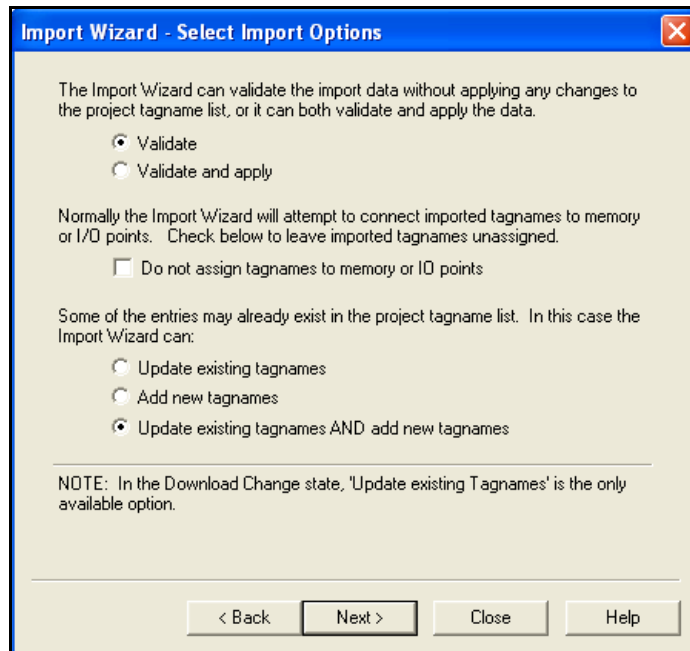 Import Wizard - Select Import Options
The Import Wizard can validate the import data without applying any changes to
the project tagname list, or it can both validate and apply the data.
Validate
Validate and apply
Normally the Import Wizard will attempt to connect imported tagnames to memory
or I/O points. Check below to leave imported tagnames unassigned.
Do not assign tagnames to memory or IO points
Some of the entries may already exist in the project tagname list. In this case the
Import Wizard can:
Update existing tagnames
Add new tagnames
Update existing tagnames AND add new tagnames
NOTE: In the Download Change state, 'Update existing Tagnames' is the only
available option.
< Back Next > Close Help